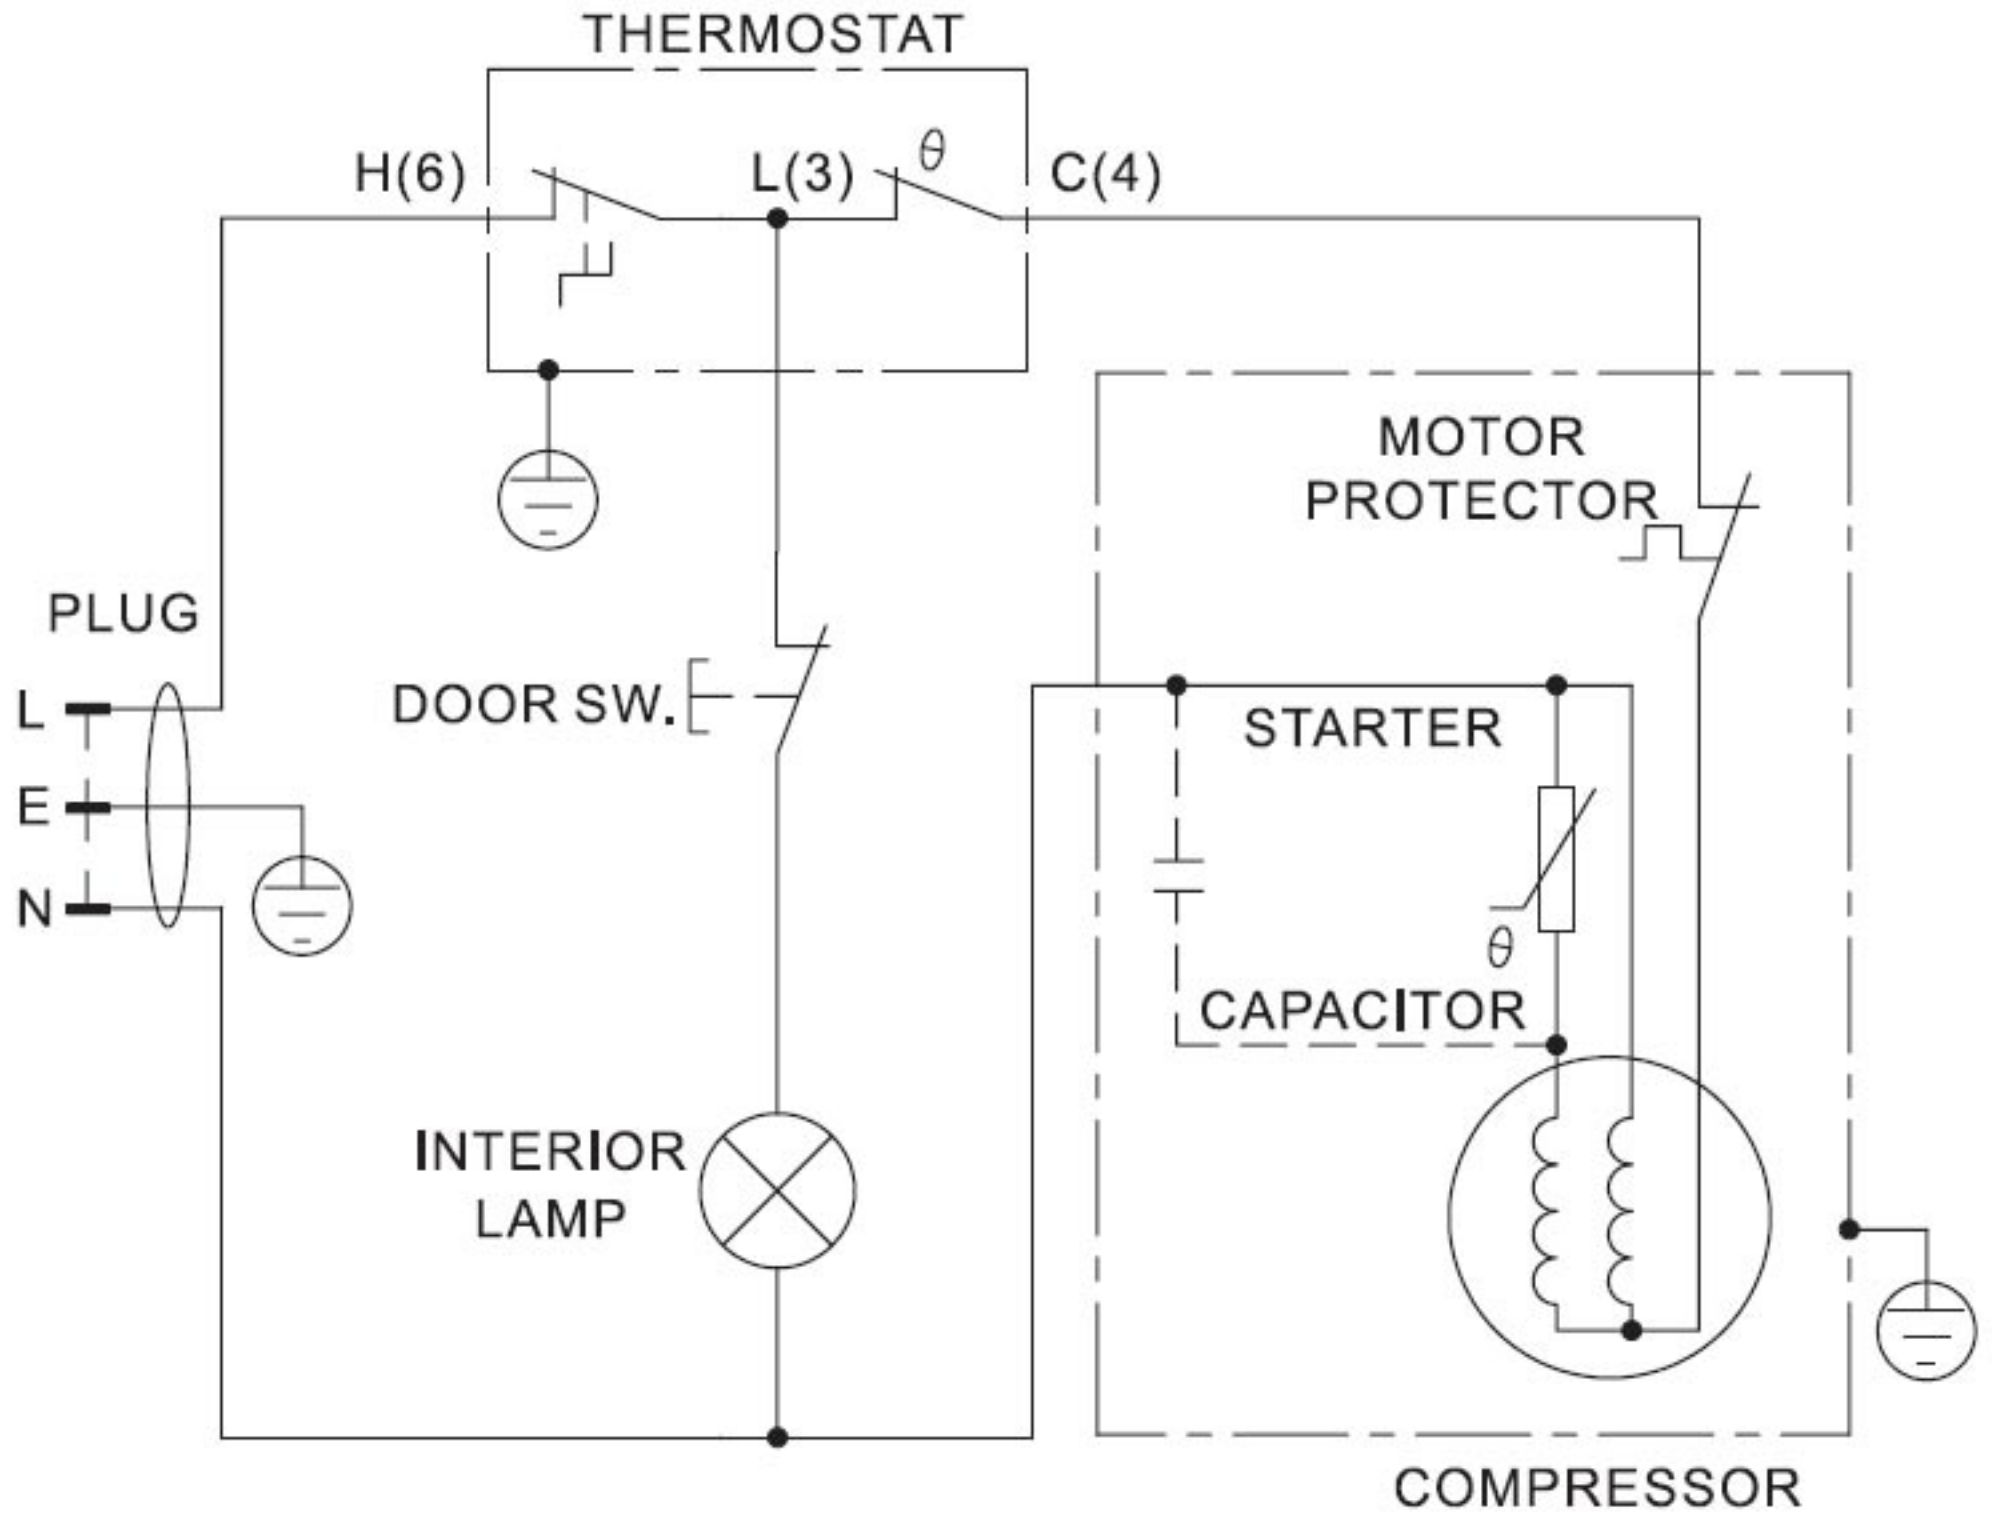 THERMOSTAT
H(6)
L(3)
θ
C(4)
MOTOR
PROTECTOR
PLUG
L
E
N
DOOR SW.
STARTER
θ
CAPACITOR
INTERIOR
LAMP
COMPRESSOR